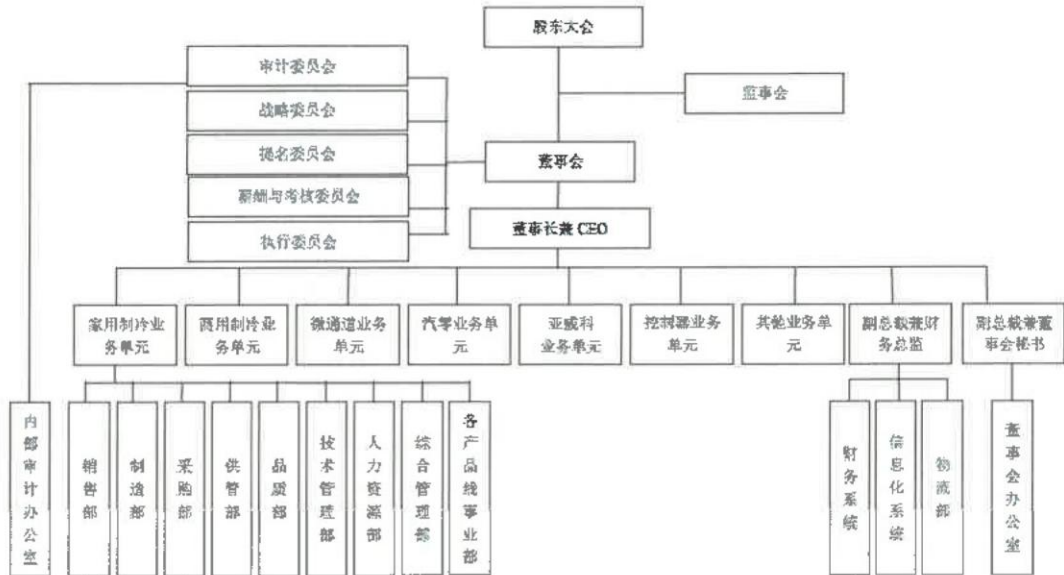 股东大会
审计委员会
监事会
战略委员会
提名委员会
董事会
薪酬与考核委员会
董事长兼 CEO
执行委员会
家用制冷业
务单元
商用制冷业
务单元
微通道业务
单元
汽零业务单
元
亚威科
业务单元
控制器业务
单元
其他业务单
元
副总裁兼财
务总监
副总裁兼董
事会秘书
内部审计办公室
销售部
制造部
采购部
供管部
品质部
技术管理部
人力资源部
综合管理部
各产品线事业部
财务系统
信息化系统
物流部
董事会办公室